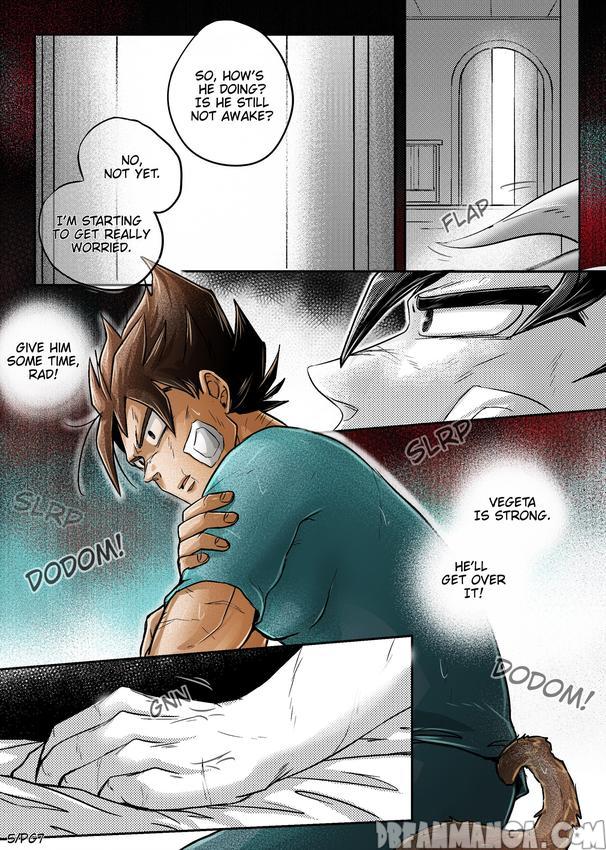 SO, HOW'S
HE DOING?
IS HE STILL
NOT AWAKE?
NO,
NOT YET.
I'M STARTING
TO GET REALLY
WORRIED.
FLAP
GIVE HIM
SOME TIME,
RAD!
SLRP
SLRP
DODOM!
VEGETA
IS STRONG.
HE'LL
GET OVER
IT!
DODOM!
GNN
5/PG7
DBFANMANGA.COM